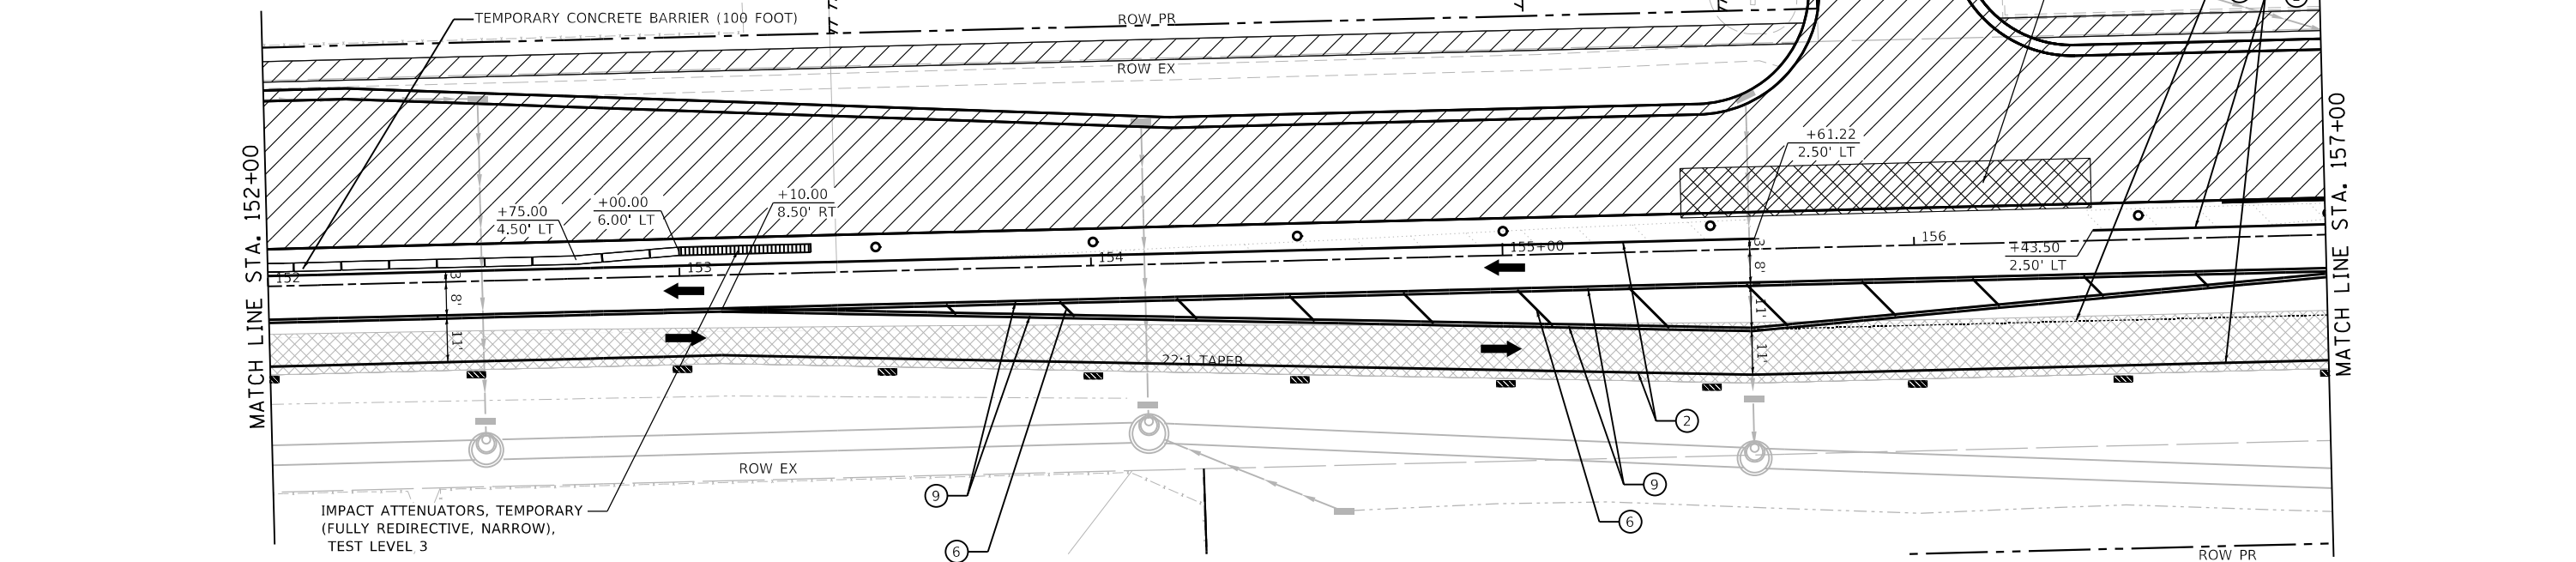 TEMPORARY CONCRETE BARRIER (100 FOOT)
ROW PR
ROW EX
MATCH LINE STA. 152+00
MATCH LINE STA. 157+00
+61.22
2.50' LT
+10.00
8.50' RT
+00.00
6.00' LT
+75.00
4.50' LT
152
153
154
155+00
156
+43.50
2.50' LT
3'
8'
11'
3'
8'
11'
11'
22:1 TAPER
2
9
6
9
6
ROW EX
IMPACT ATTENUATORS, TEMPORARY
(FULLY REDIRECTIVE, NARROW),
TEST LEVEL 3
ROW PR